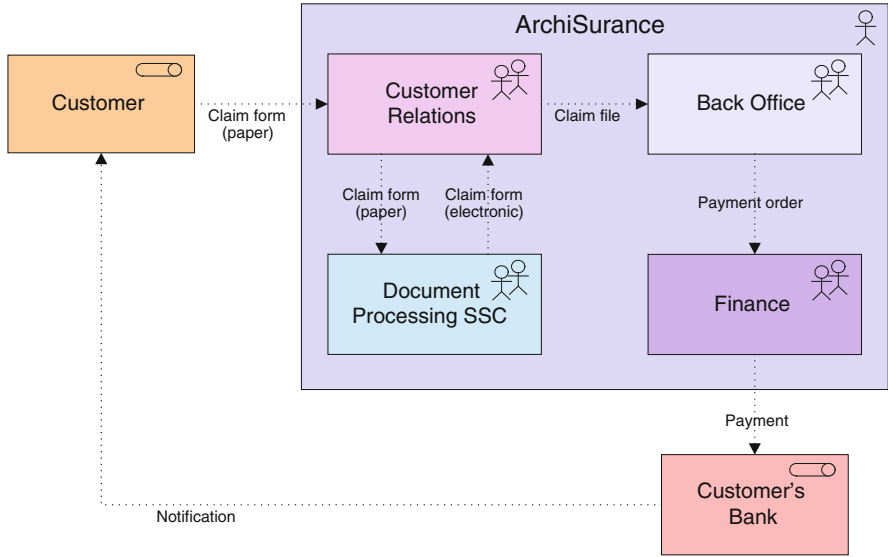 ArchiSurance
Customer
Claim form
(paper)
Customer
Relations
Claim file
Back Office
Claim form
(paper)
Claim form
(electronic)
Payment order
Document
Processing SSC
Finance
Payment
Customer's
Bank
Notification